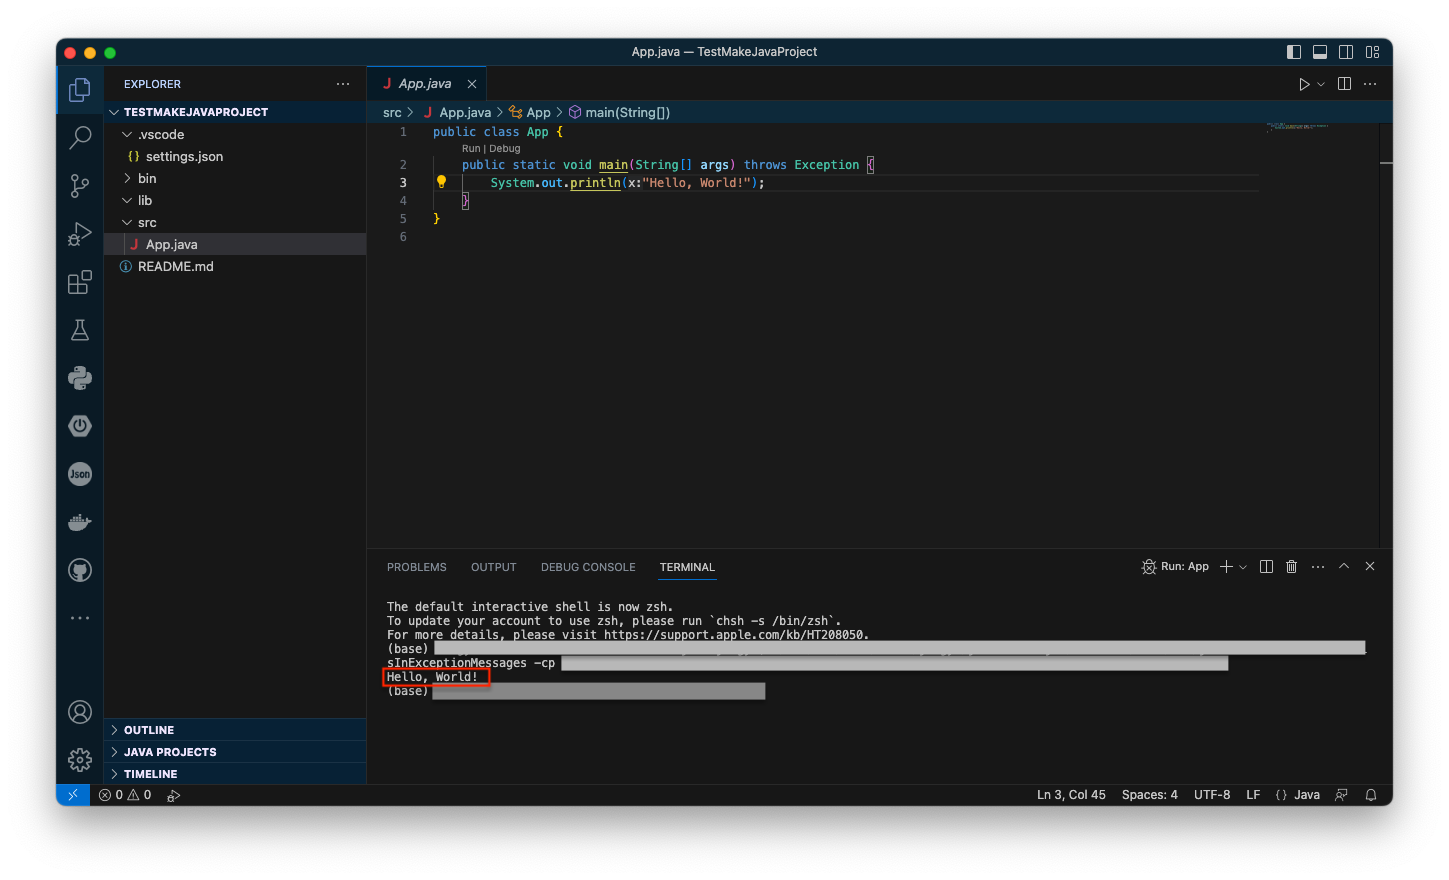 App.java — TestMakeJavaProject
EXPLORER
TESTMAKEJAVAPROJECT
.vscode
{} settings.json
bin
lib
src
J App.java
README.md
OUTLINE
JAVA PROJECTS
TIMELINE
Json
J App.java
src > J App.java > App > main(String[])
1 public class App {
Run | Debug
2 public static void main(String[] args) throws Exception {
3 System.out.println(x:"Hello, World!");
4 }
5 }
6
PROBLEMS OUTPUT DEBUG CONSOLE TERMINAL
Run: App
The default interactive shell is now zsh.
To update your account to use zsh, please run `chsh -s /bin/zsh`.
For more details, please visit https://support.apple.com/kb/HT208050.
(base)
sInExceptionMessages -cp
Hello, World!
(base)
0 0
Ln 3, Col 45 Spaces: 4 UTF-8 LF {} Java